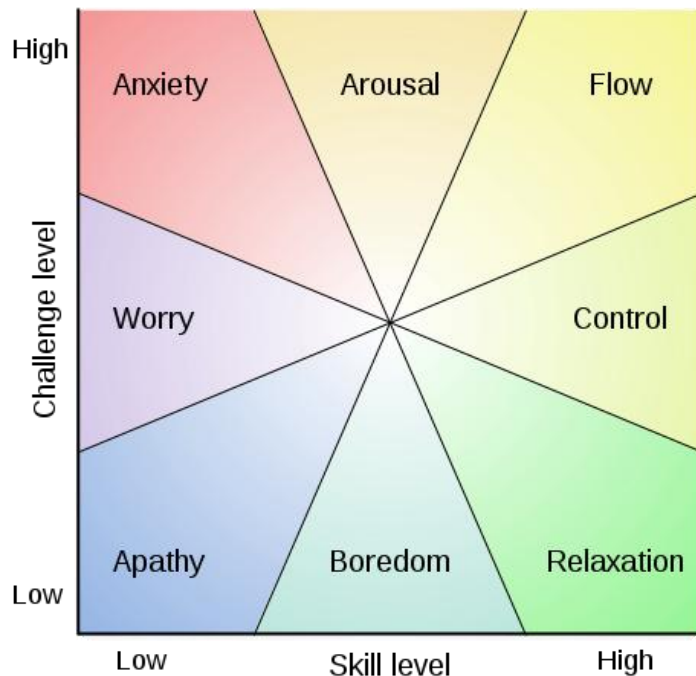 High
Anxiety
Arousal
Flow
Challenge level
Worry
Control
Apathy
Boredom
Relaxation
Low
Low
Skill level
High